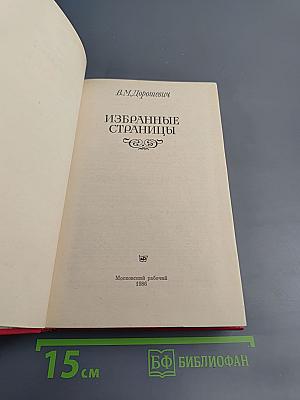 В.М.Дорошевич
ИЗБРАННЫЕ
СТРАНИЦЫ
Московский рабочий
1986
15 см
БФ БИБЛИОФАН